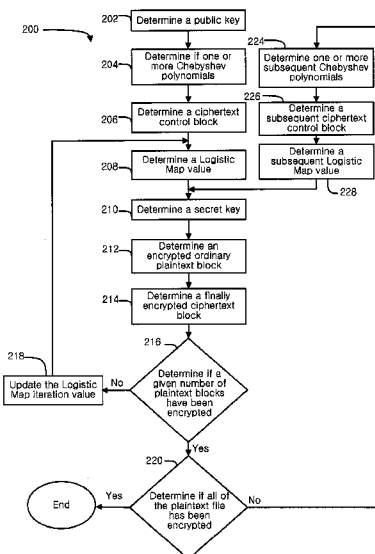 200
202
Determine a public key
204
Determine if one or
more Chebyshev
polynomials
206
Determine a ciphertext
control block
208
Determine a Logistic
Map value
210
Determine a secret key
212
Determine an
encrypted ordinary
plaintext block
214
Determine a finally
encrypted ciphertext
block
216
Determine if a
given number of
plaintext blocks
have been
encrypted
No
218
Update the Logistic
Map iteration value
Yes
220
Determine if all of
the plaintext file
has been
encrypted
Yes
End
No
224
Determine one or more
subsequent Chebyshev
polynomials
226
Determine a
subsequent ciphertext
control block
Determine a
subsequent Logistic
Map value
228